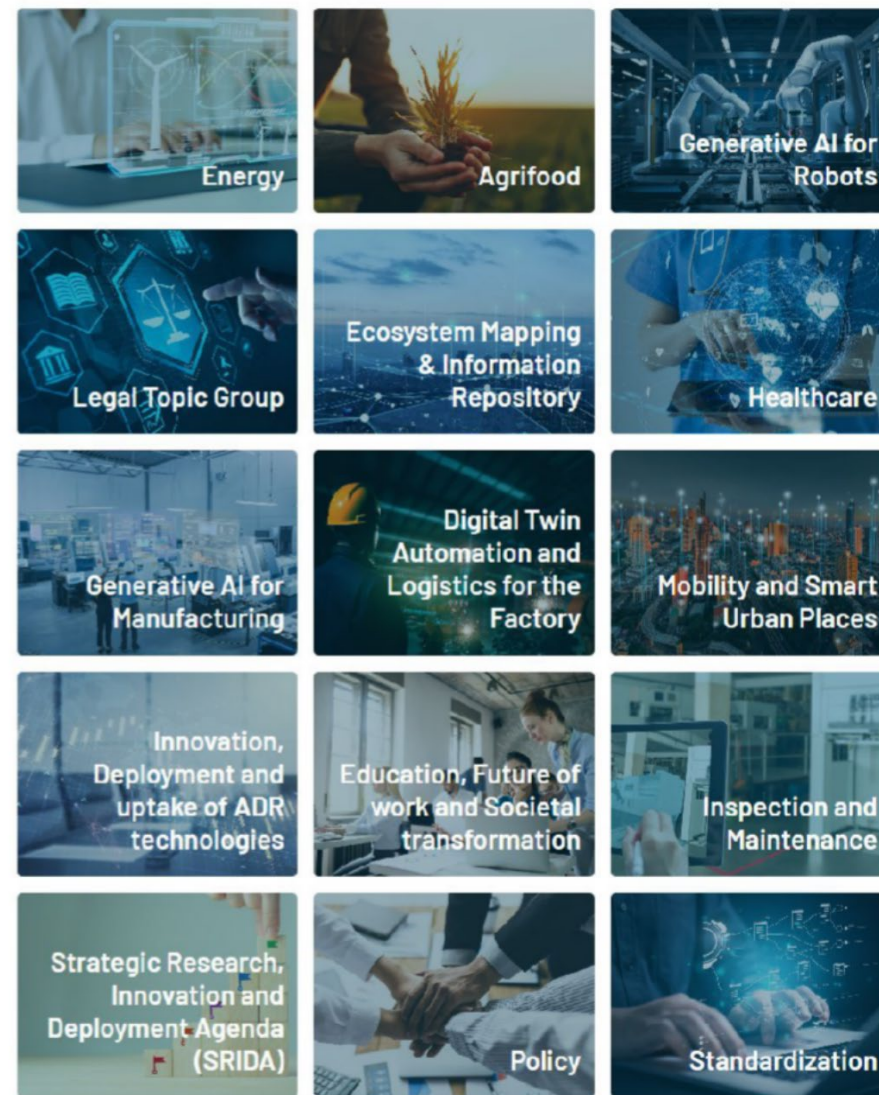 Energy
Agrifood
Generative AI for
Robots
Legal Topic Group
Ecosystem Mapping
& Information
Repository
Healthcare
Generative AI for
Manufacturing
Digital Twin
Automation and
Logistics for the
Factory
Mobility and Smart
Urban Places
Innovation,
Deployment and
uptake of ADR
technologies
Education, Future of
work and Societal
transformation
Inspection and
Maintenance
Strategic Research,
Innovation and
Deployment Agenda
(SRIDA)
Policy
Standardization